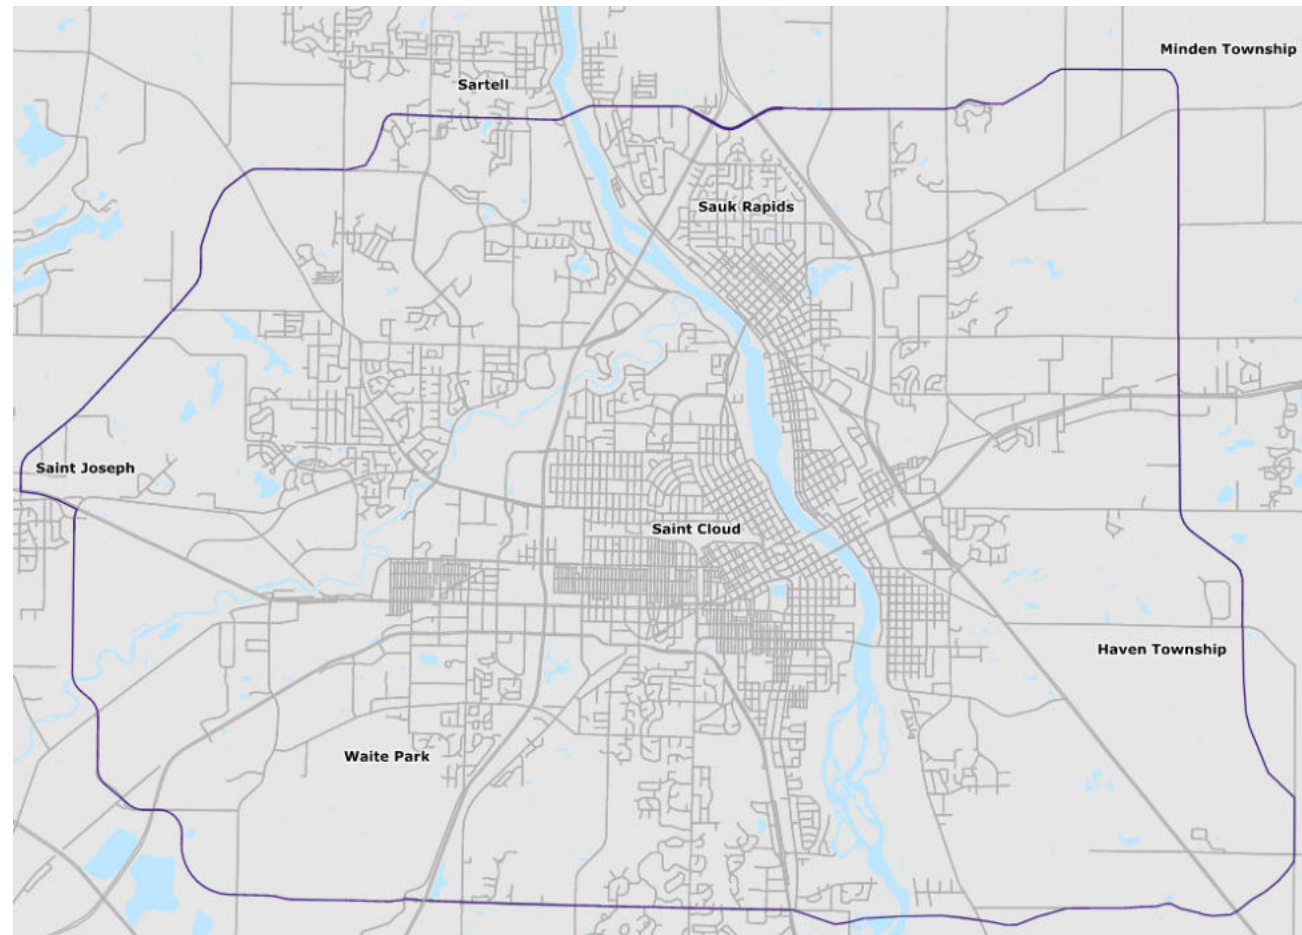 Minden Township
Sartell
Sauk Rapids
Saint Joseph
Saint Cloud
Haven Township
Waite Park